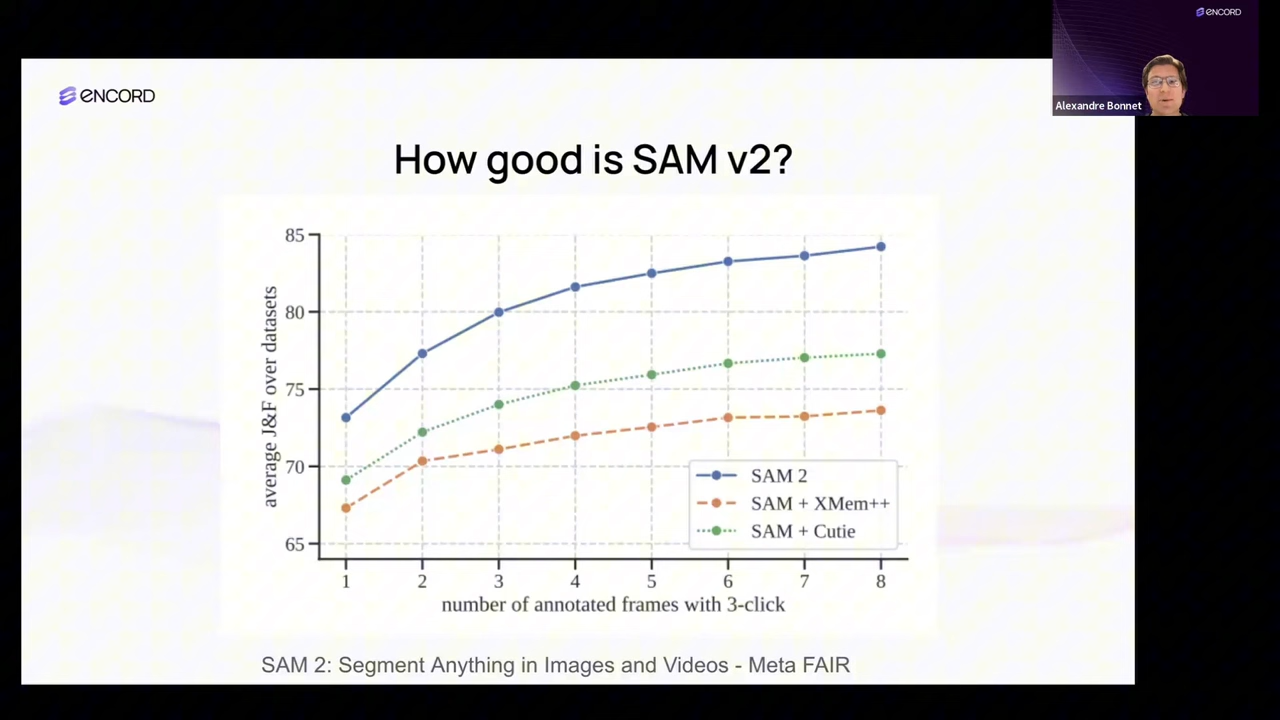 ENCORD
Alexandre Bonnet
ENCORD
How good is SAM v2?
average J&F over datasets
85
80
75
70
65
SAM 2
SAM + XMem++
SAM + Cutie
1 2 3 4 5 6 7 8
number of annotated frames with 3-click
SAM 2: Segment Anything in Images and Videos - Meta FAIR